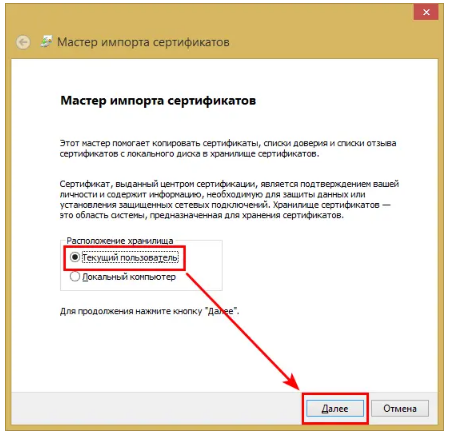 Мастер импорта сертификатов
Мастер импорта сертификатов
Этот мастер помогает копировать сертификаты, списки доверия и списки отзыва
сертификатов с локального диска в хранилище сертификатов.
Сертификат, выданный центром сертификации, является подтверждением вашей
личности и содержит информацию, необходимую для защиты данных или
установления защищенных сетевых подключений. Хранилище сертификатов —
это область системы, предназначенная для хранения сертификатов.
Расположение хранилища
Текущий пользователь
Локальный компьютер
Для продолжения нажмите кнопку "Далее".
Далее
Отмена